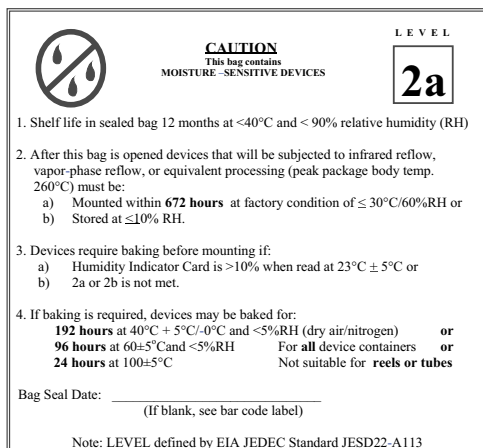 L E V E L
CAUTION
This bag contains
MOISTURE –SENSITIVE DEVICES
2a
1. Shelf life in sealed bag 12 months at <40°C and < 90% relative humidity (RH)
2. After this bag is opened devices that will be subjected to infrared reflow,
vapor-phase reflow, or equivalent processing (peak package body temp.
260°C) must be:
a) Mounted within 672 hours at factory condition of ≤ 30°C/60%RH or
b) Stored at ≤10% RH.
3. Devices require baking before mounting if:
a) Humidity Indicator Card is >10% when read at 23°C ± 5°C or
b) 2a or 2b is not met.
4. If baking is required, devices may be baked for:
192 hours at 40°C + 5°C/-0°C and <5%RH (dry air/nitrogen) or
96 hours at 60±5°Cand <5%RH For all device containers or
24 hours at 100±5°C Not suitable for reels or tubes
Bag Seal Date: ________________________________
(If blank, see bar code label)
Note: LEVEL defined by EIA JEDEC Standard JESD22-A113